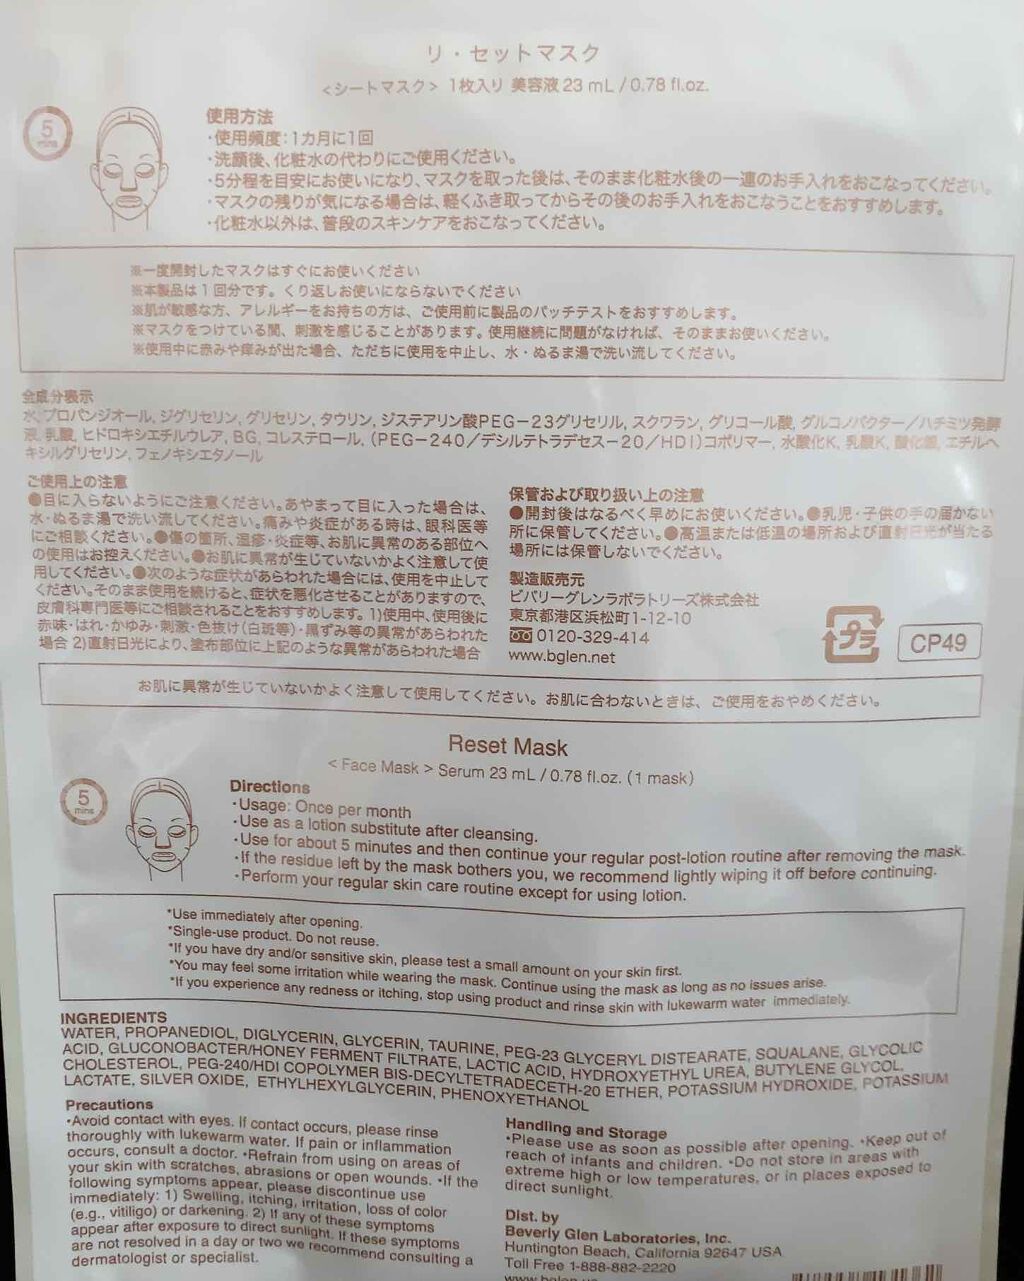 リ・セットマスク
<シートマスク> 1枚入り 美容液 23 mL / 0.78 fl.oz.
5
mins
使用方法
・使用頻度：1カ月に1回
・洗顔後、化粧水の代わりにご使用ください。
・5分程を目安にお使いになり、マスクを取った後は、そのまま化粧水後の一連のお手入れをおこなってください。
・マスクの残りが気になる場合は、軽くふき取ってからその後のお手入れをおこなうことをおすすめします。
・化粧水以外は、普段のスキンケアをおこなってください。
※一度開封したマスクはすぐにお使いください
※本製品は1回分です。くり返しお使いにならないでください
※肌が敏感な方、アレルギーをお持ちの方は、ご使用前に製品のパッチテストをおすすめします。
※マスクをつけている間、刺激を感じることがあります。使用継続に問題がなければ、そのままお使いください。
※使用中に赤みや痒みが出た場合、ただちに使用を中止し、水・ぬるま湯で洗い流してください。
全成分表示
水, プロパンジオール, ジグリセリン, グリセリン, タウリン, ジステアリン酸PEG－23グリセリル, スクワラン, グリコール酸, グルコノバクター／ハチミツ発酵
液, 乳酸, ヒドロキシエチルウレア, BG, コレステロール, (PEG－240／デシルテトラデセス－20／HDI)コポリマー, 水酸化K, 乳酸K, 酸化銀, エチルヘ
キシルグリセリン, フェノキシエタノール
ご使用上の注意
●目に入らないようにご注意ください。あやまって目に入った場合は、
水・ぬるま湯で洗い流してください。痛みや炎症がある時は、眼科医等
にご相談ください。●傷の箇所、湿疹・炎症等、お肌に異常のある部位へ
の使用はお控えください。●お肌に異常が生じていないかよく注意して使
用してください。●次のような症状があらわれた場合には、使用を中止して
ください。そのまま使用を続けると、症状を悪化させることがありますので、
皮膚科専門医等にご相談されることをおすすめします。1)使用中、使用後に
赤味・はれ・かゆみ・刺激・色抜け(白斑等)・黒ずみ等の異常があらわれた
場合 2)直射日光により、塗布部位に上記のような異常があらわれた場合
保管および取り扱い上の注意
●開封後はなるべく早めにお使いください。●乳児・子供の手の届かない
所に保管してください。●高温または低温の場所および直射日光が当たる
場所には保管しないでください。
製造販売元
ビバリーグレンラボラトリーズ株式会社
東京都港区浜松町1-12-10
0120-329-414
www.bglen.net
プラ
CP49
お肌に異常が生じていないかよく注意して使用してください。お肌に合わないときは、ご使用をおやめください。
Reset Mask
< Face Mask > Serum 23 mL / 0.78 fl.oz. (1 mask)
5
mins
Directions
・Usage: Once per month
・Use as a lotion substitute after cleansing.
・Use for about 5 minutes and then continue your regular post-lotion routine after removing the mask.
・If the residue left by the mask bothers you, we recommend lightly wiping it off before continuing.
・Perform your regular skin care routine except for using lotion.
*Use immediately after opening.
*Single-use product. Do not reuse.
*If you have dry and/or sensitive skin, please test a small amount on your skin first.
*You may feel some irritation while wearing the mask. Continue using the mask as long as no issues arise.
*If you experience any redness or itching, stop using product and rinse skin with lukewarm water immediately.
INGREDIENTS
WATER, PROPANEDIOL, DIGLYCERIN, GLYCERIN, TAURINE, PEG-23 GLYCERYL DISTEARATE, SQUALANE, GLYCOLIC
ACID, GLUCONOBACTER/HONEY FERMENT FILTRATE, LACTIC ACID, HYDROXYETHYL UREA, BUTYLENE GLYCOL,
CHOLESTEROL, PEG-240/HDI COPOLYMER BIS-DECYLTETRADECETH-20 ETHER, POTASSIUM HYDROXIDE, POTASSIUM
LACTATE, SILVER OXIDE, ETHYLHEXYLGLYCERIN, PHENOXYETHANOL
Precautions
・Avoid contact with eyes. If contact occurs, please rinse
thoroughly with lukewarm water. If pain or inflammation
occurs, consult a doctor. ・Refrain from using on areas of
your skin with scratches, abrasions or open wounds. ・If the
following symptoms appear, please discontinue use
immediately: 1) Swelling, itching, irritation, loss of color
(e.g., vitiligo) or darkening. 2) If any of these symptoms
appear after exposure to direct sunlight. If these symptoms
are not resolved in a day or two we recommend consulting a
dermatologist or specialist.
Handling and Storage
・Please use as soon as possible after opening. ・Keep out of
reach of infants and children. ・Do not store in areas with
extreme high or low temperatures, or in places exposed to
direct sunlight.
Dist. by
Beverly Glen Laboratories, Inc.
Huntington Beach, California 92647 USA
Toll Free 1-888-882-2220
www.bglen.us